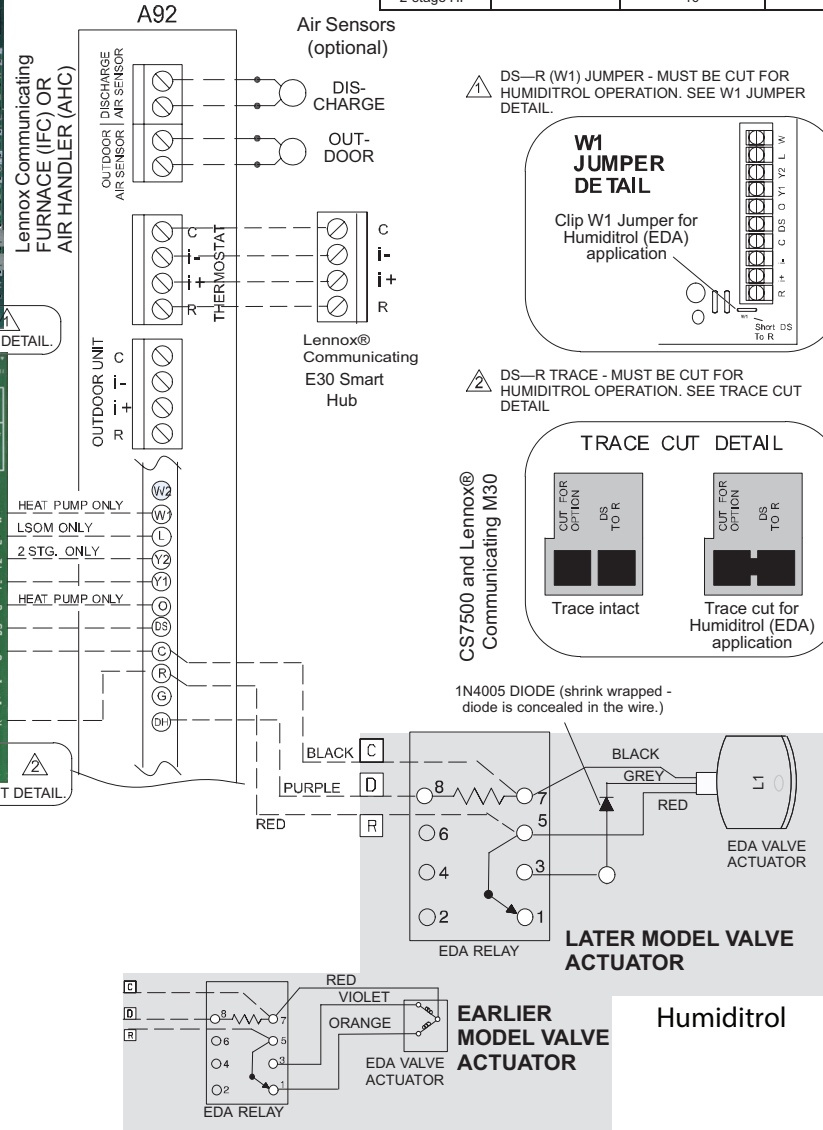 2-stage HP
A92
Lennox Communicating
FURNACE (IFC) OR
AIR HANDLER (AHC)
DISCHARGE
AIR SENSOR
OUTDOOR
AIR SENSOR
Air Sensors
(optional)
DIS-
CHARGE
OUT-
DOOR
C
i-
i+
R
THERMOSTAT
C
i-
i+
R
Lennox®
Communicating
E30 Smart
Hub
OUTDOOR UNIT
C
i-
i+
R
1
DETAIL.
HEAT PUMP ONLY
LSOM ONLY
2 STG. ONLY
HEAT PUMP ONLY
W2
W1
L
Y2
Y1
O
DS
C
R
G
DH
2
T DETAIL.
1
DS—R (W1) JUMPER - MUST BE CUT FOR
HUMIDITROL OPERATION. SEE W1 JUMPER
DETAIL.
W1
JUMPER
DETAIL
Clip W1 Jumper for
Humiditrol (EDA)
application
W
L
Y2
Y1
O
DS
C
i-
i+
R
W1
Short DS
To R
2
DS—R TRACE - MUST BE CUT FOR
HUMIDITROL OPERATION. SEE TRACE CUT
DETAIL
CS7500 and Lennox®
Communicating M30
TRACE CUT DETAIL
CUT FOR
OPTION
DS
TO R
Trace intact
CUT FOR
OPTION
DS
TO R
Trace cut for
Humiditrol (EDA)
application
1N4005 DIODE (shrink wrapped -
diode is concealed in the wire.)
BLACK
C
PURPLE
D
RED
R
8
7
6
5
4
3
2
1
EDA RELAY
BLACK
GREY
RED
L1
EDA VALVE
ACTUATOR
LATER MODEL VALVE
ACTUATOR
C
D
R
8
7
6
5
4
3
2
1
EDA RELAY
RED
VIOLET
ORANGE
EDA VALVE
ACTUATOR
EARLIER
MODEL VALVE
ACTUATOR
Humiditrol